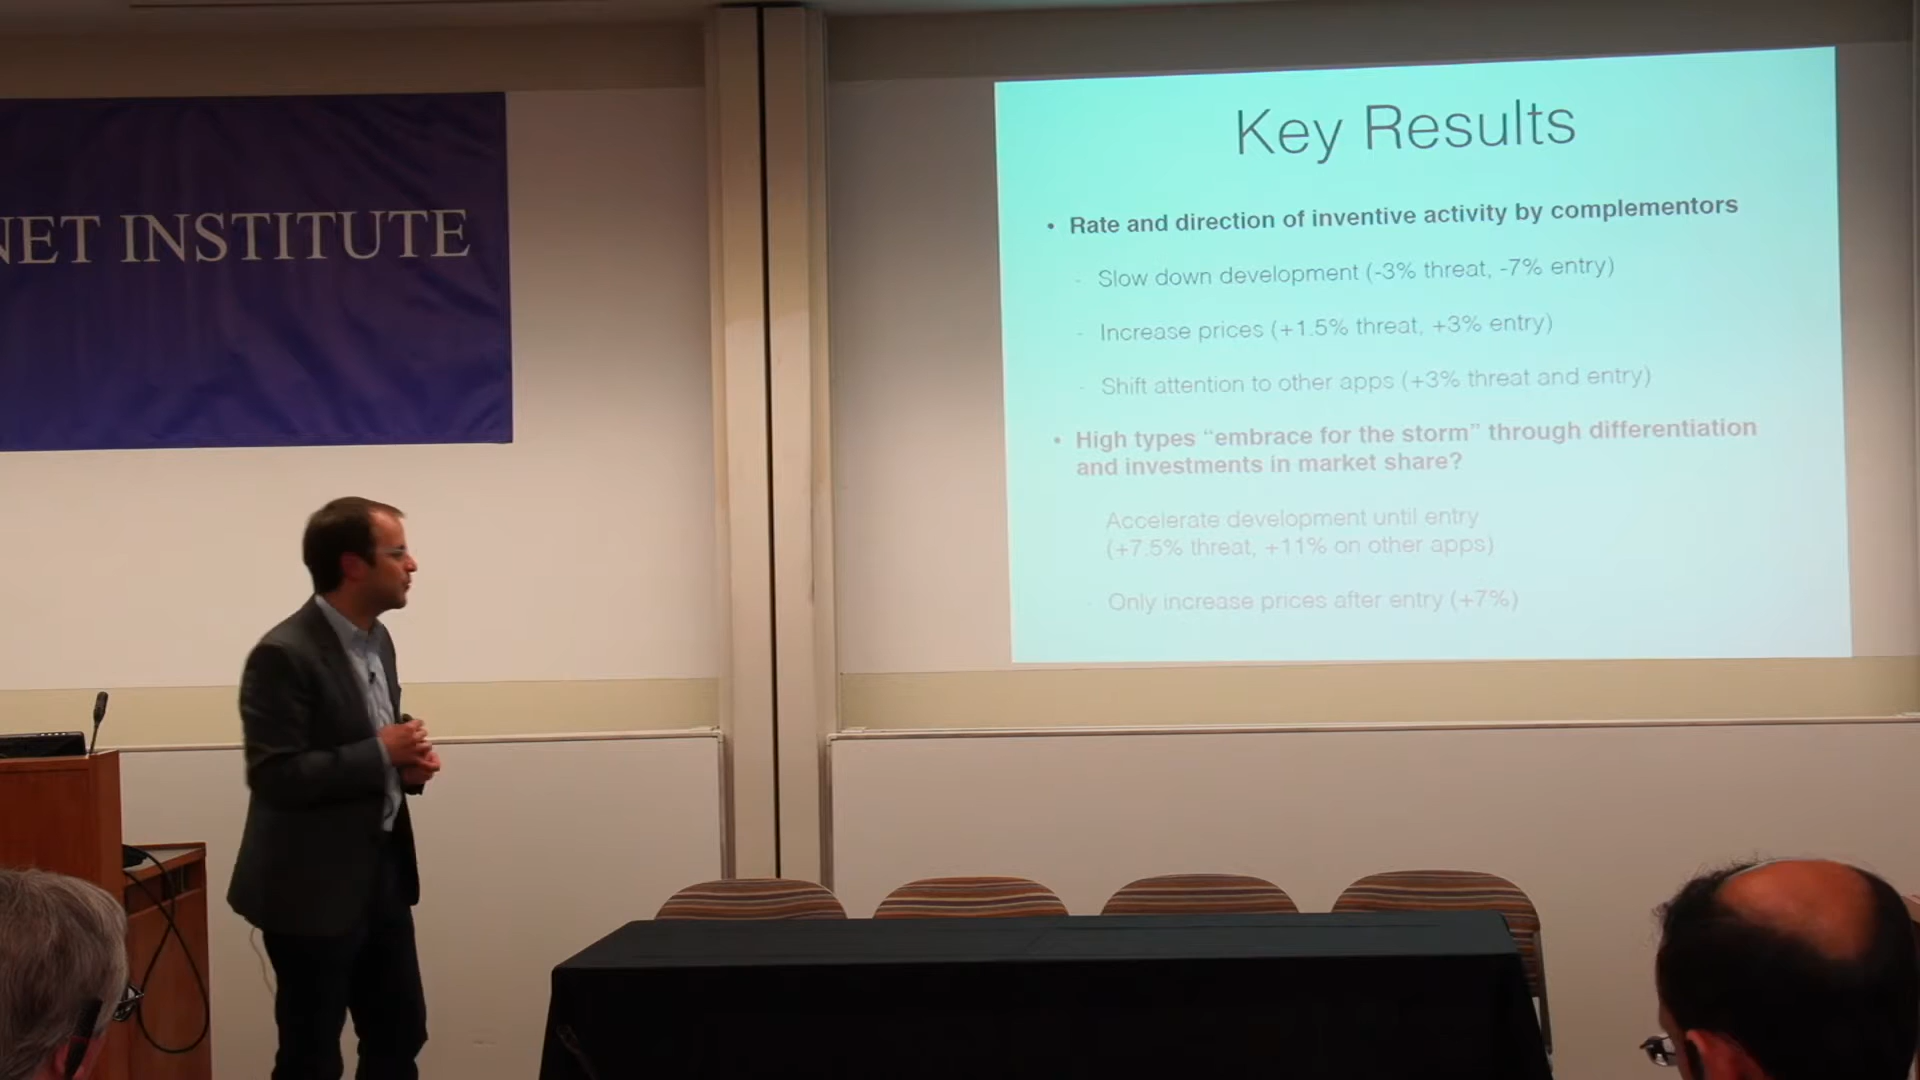 NET INSTITUTE
Key Results
• Rate and direction of inventive activity by complementors
- Slow down development (-3% threat, -7% entry)
- Increase prices (+1.5% threat, +3% entry)
- Shift attention to other apps (+3% threat and entry)
• High types “embrace for the storm” through differentiation
and investments in market share?
Accelerate development until entry
(+7.5% threat, +11% on other apps)
- Only increase prices after entry (+7%)